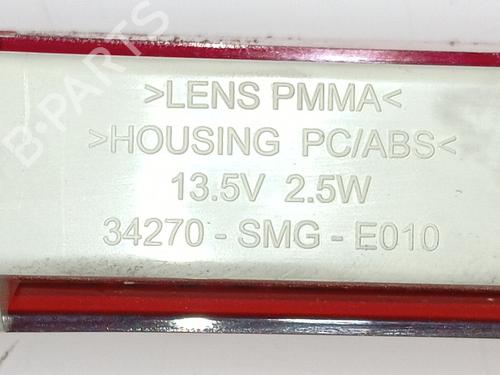 B-PARTS
>LENS PMMA<
>HOUSING PC/ABS<
13.5V 2.5W
34270 - SMG - E010